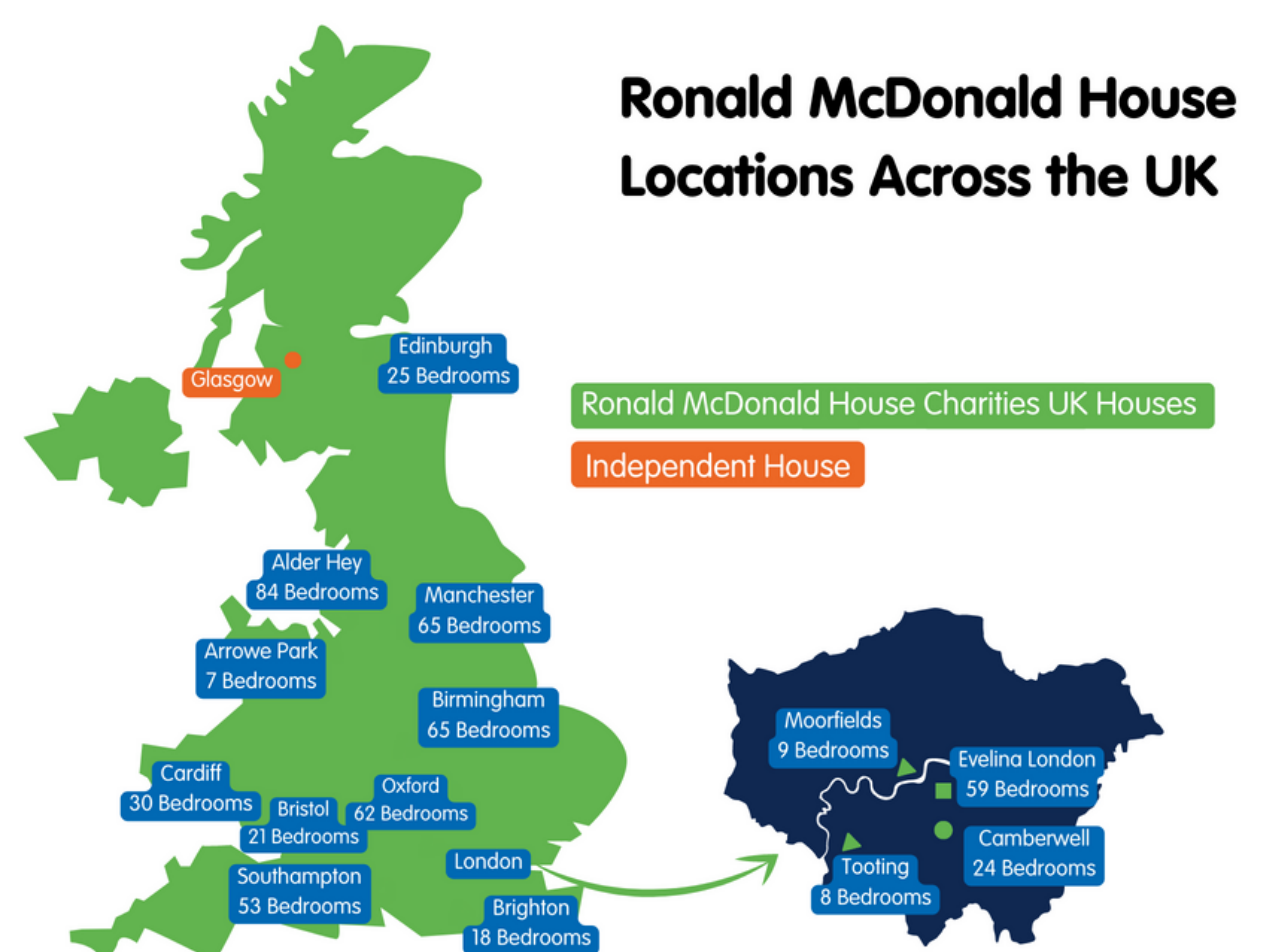 Ronald McDonald House
Locations Across the UK
Edinburgh
25 Bedrooms
Glasgow
Ronald McDonald House Charities UK Houses
Independent House
Alder Hey
84 Bedrooms
Manchester
65 Bedrooms
Arrowe Park
7 Bedrooms
Birmingham
65 Bedrooms
Cardiff
30 Bedrooms
Bristol
21 Bedrooms
Oxford
62 Bedrooms
London
Southampton
53 Bedrooms
Brighton
18 Bedrooms
Moorfields
9 Bedrooms
Evelina London
59 Bedrooms
Camberwell
24 Bedrooms
Tooting
8 Bedrooms